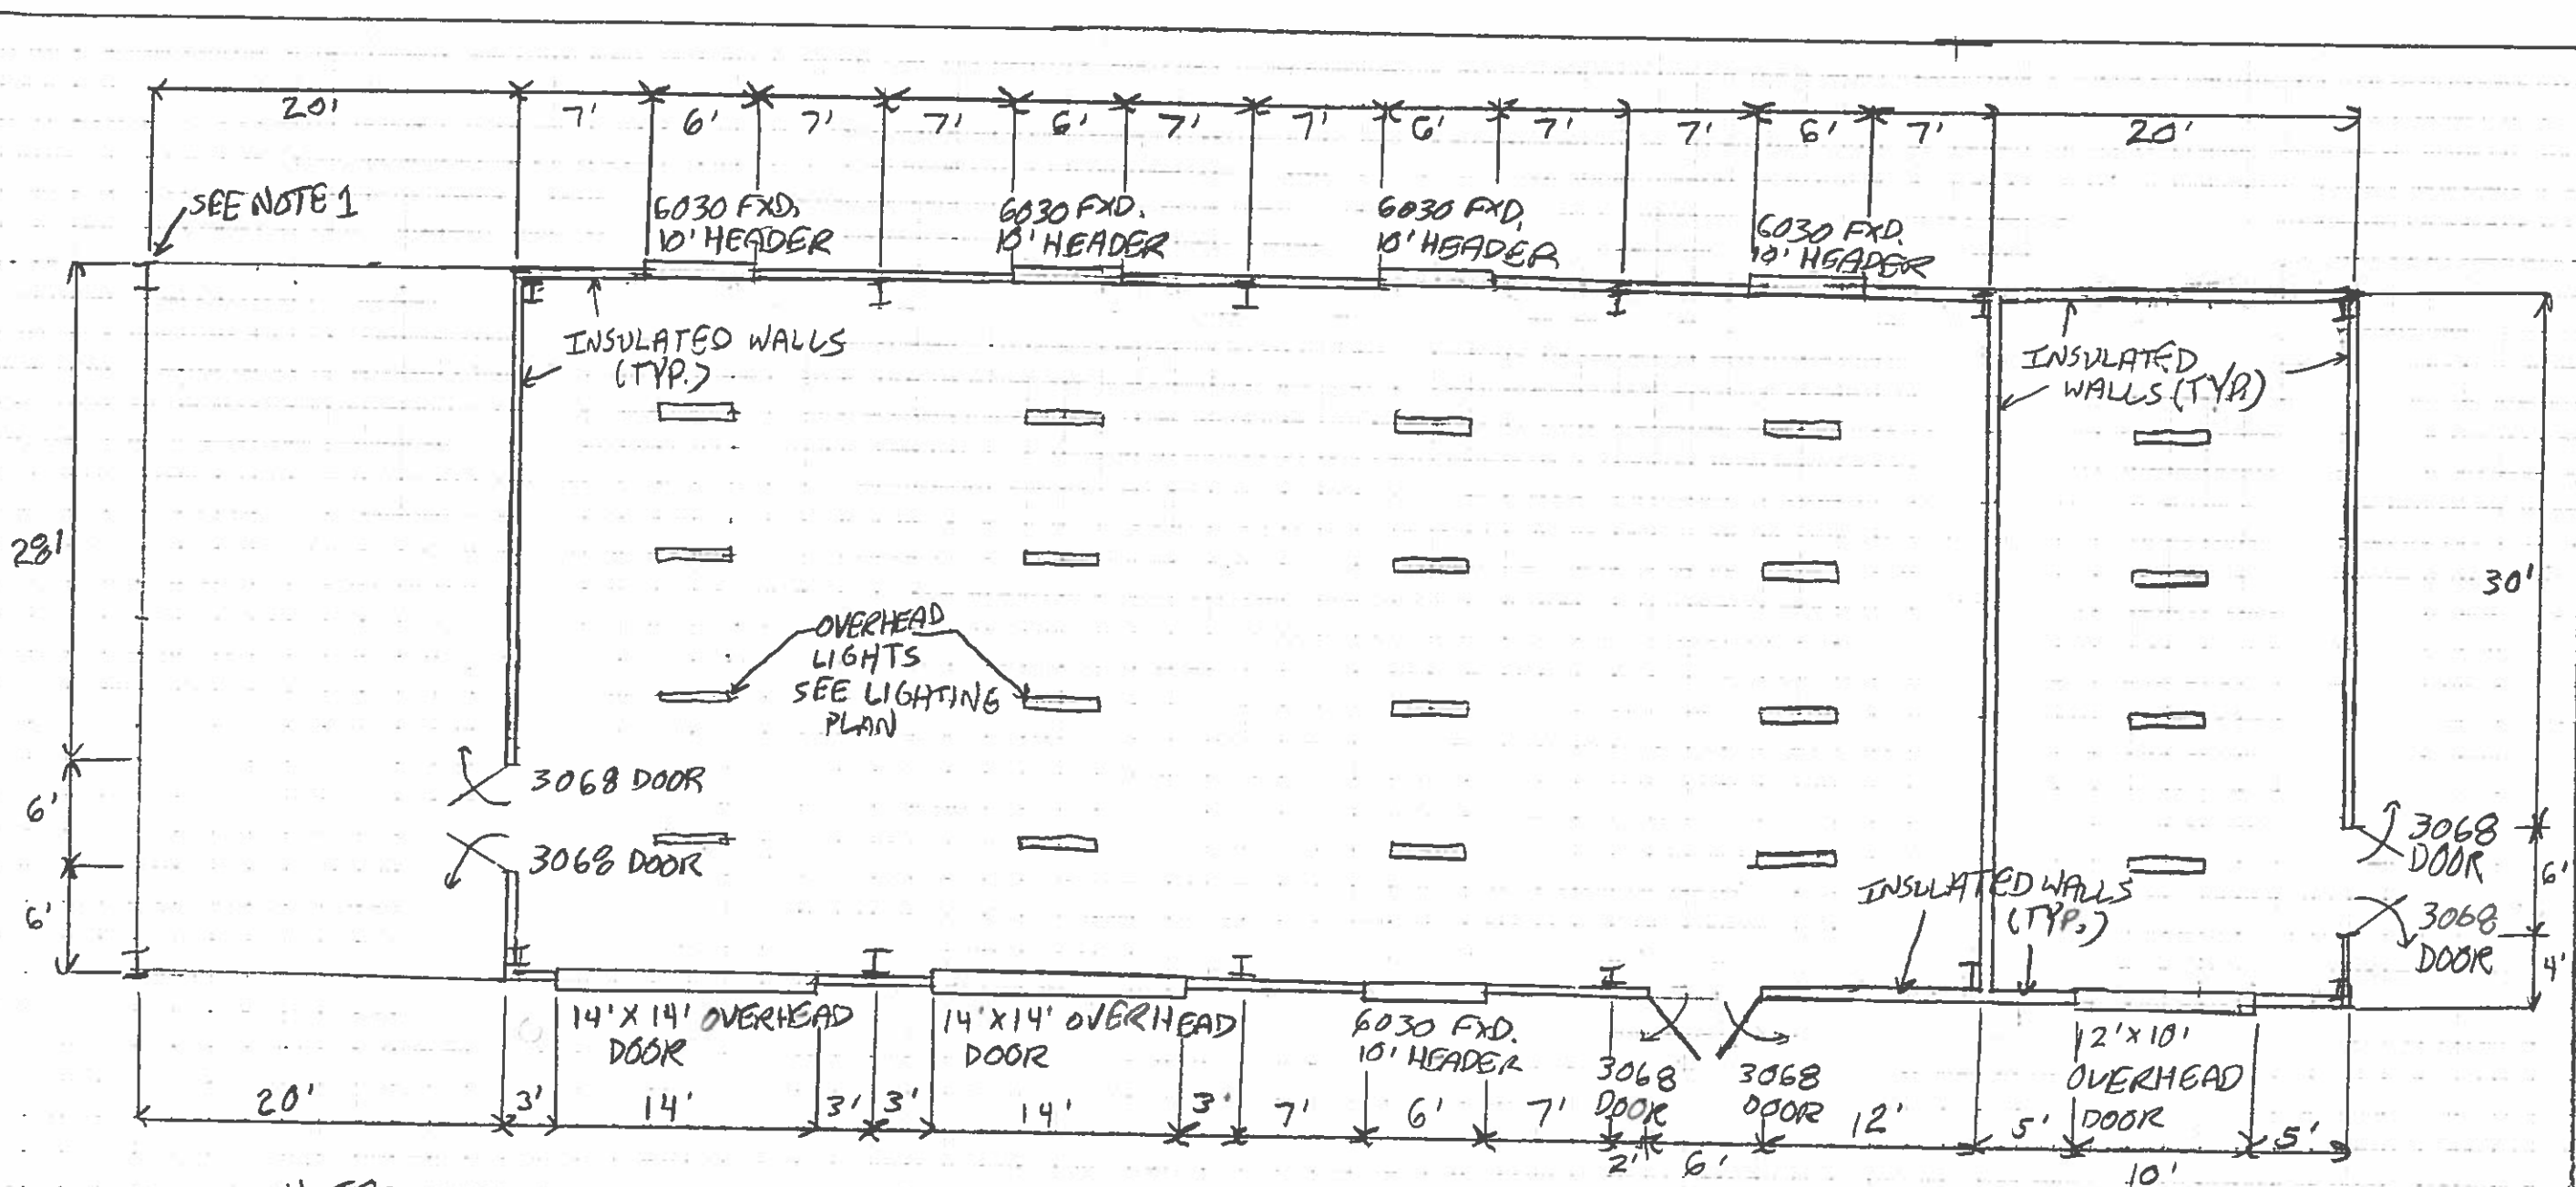 20' 7' 6' 7' 7' 6' 7' 7' 6' 7' 7' 6' 7' 20'
SEE NOTE 1
6030 FXD.
10' HEADER
6030 FXD.
10' HEADER
6030 FXD.
10' HEADER
6030 FXD.
10' HEADER
INSULATED WALLS
(TYP.)
INSULATED
WALLS (TYP.)
28'
30'
OVERHEAD
LIGHTS
SEE LIGHTING
PLAN
6'
3068 DOOR
3068 DOOR
6'
3068
DOOR
6'
3068
DOOR
4'
INSULATED WALLS
(TYP.)
14' X 14' OVERHEAD
DOOR
14' X 14' OVERHEAD
DOOR
6030 FXD.
10' HEADER
3068
DOOR
3068
DOOR
12' X 10'
OVERHEAD
DOOR
20' 3' 14' 3' 3' 14' 3' 7' 6' 7' 2' 6' 12' 5' 10' 5'